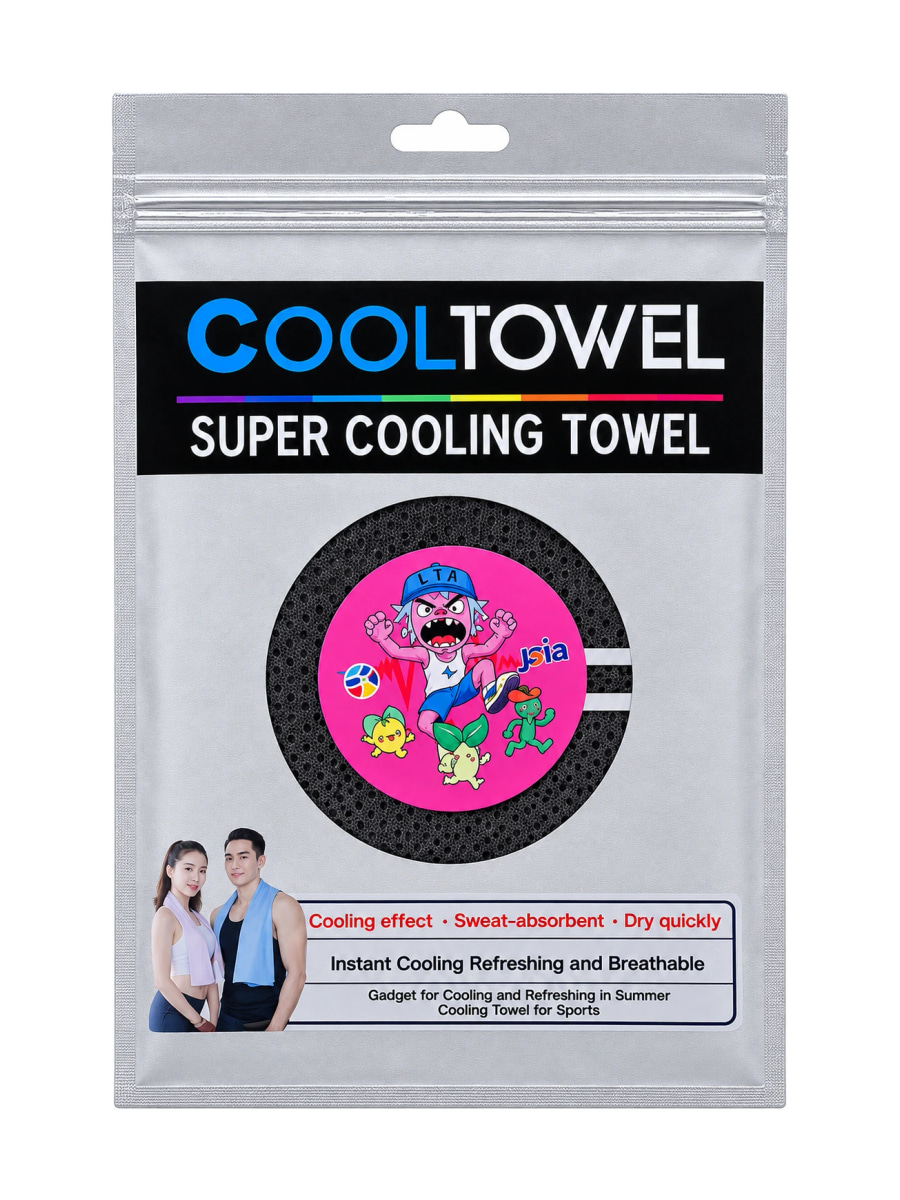 COOLTOWEL
SUPER COOLING TOWEL
LTA
Joia
Cooling effect · Sweat-absorbent · Dry quickly
Instant Cooling Refreshing and Breathable
Gadget for Cooling and Refreshing in Summer
Cooling Towel for Sports